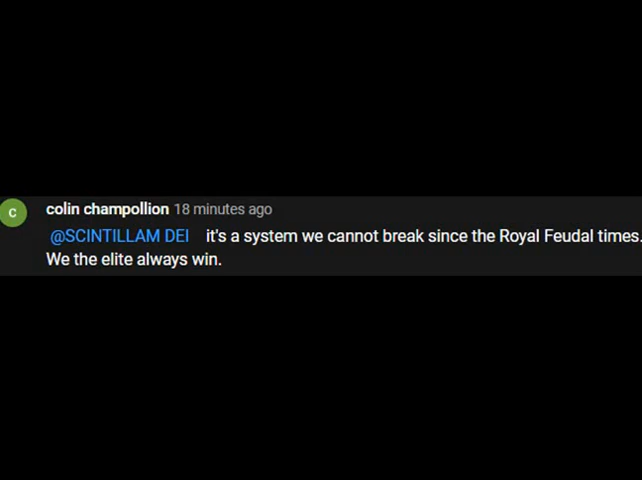 C
colin champollion 18 minutes ago
@SCINTILLAM DEI it's a system we cannot break since the Royal Feudal times.
We the elite always win.